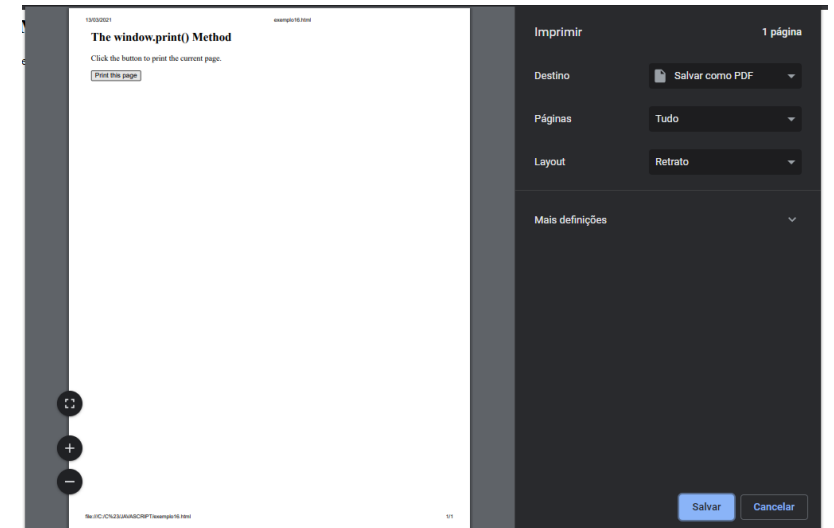 13/03/2021 exemplo16.html
The window.print() Method
Click the button to print the current page.
Print this page
file:///C:/C%23/JAVASCRIPT/exemplo16.html 1/1
Imprimir 1 página
Destino Salvar como PDF
Páginas Tudo
Layout Retrato
Mais definições
Salvar Cancelar